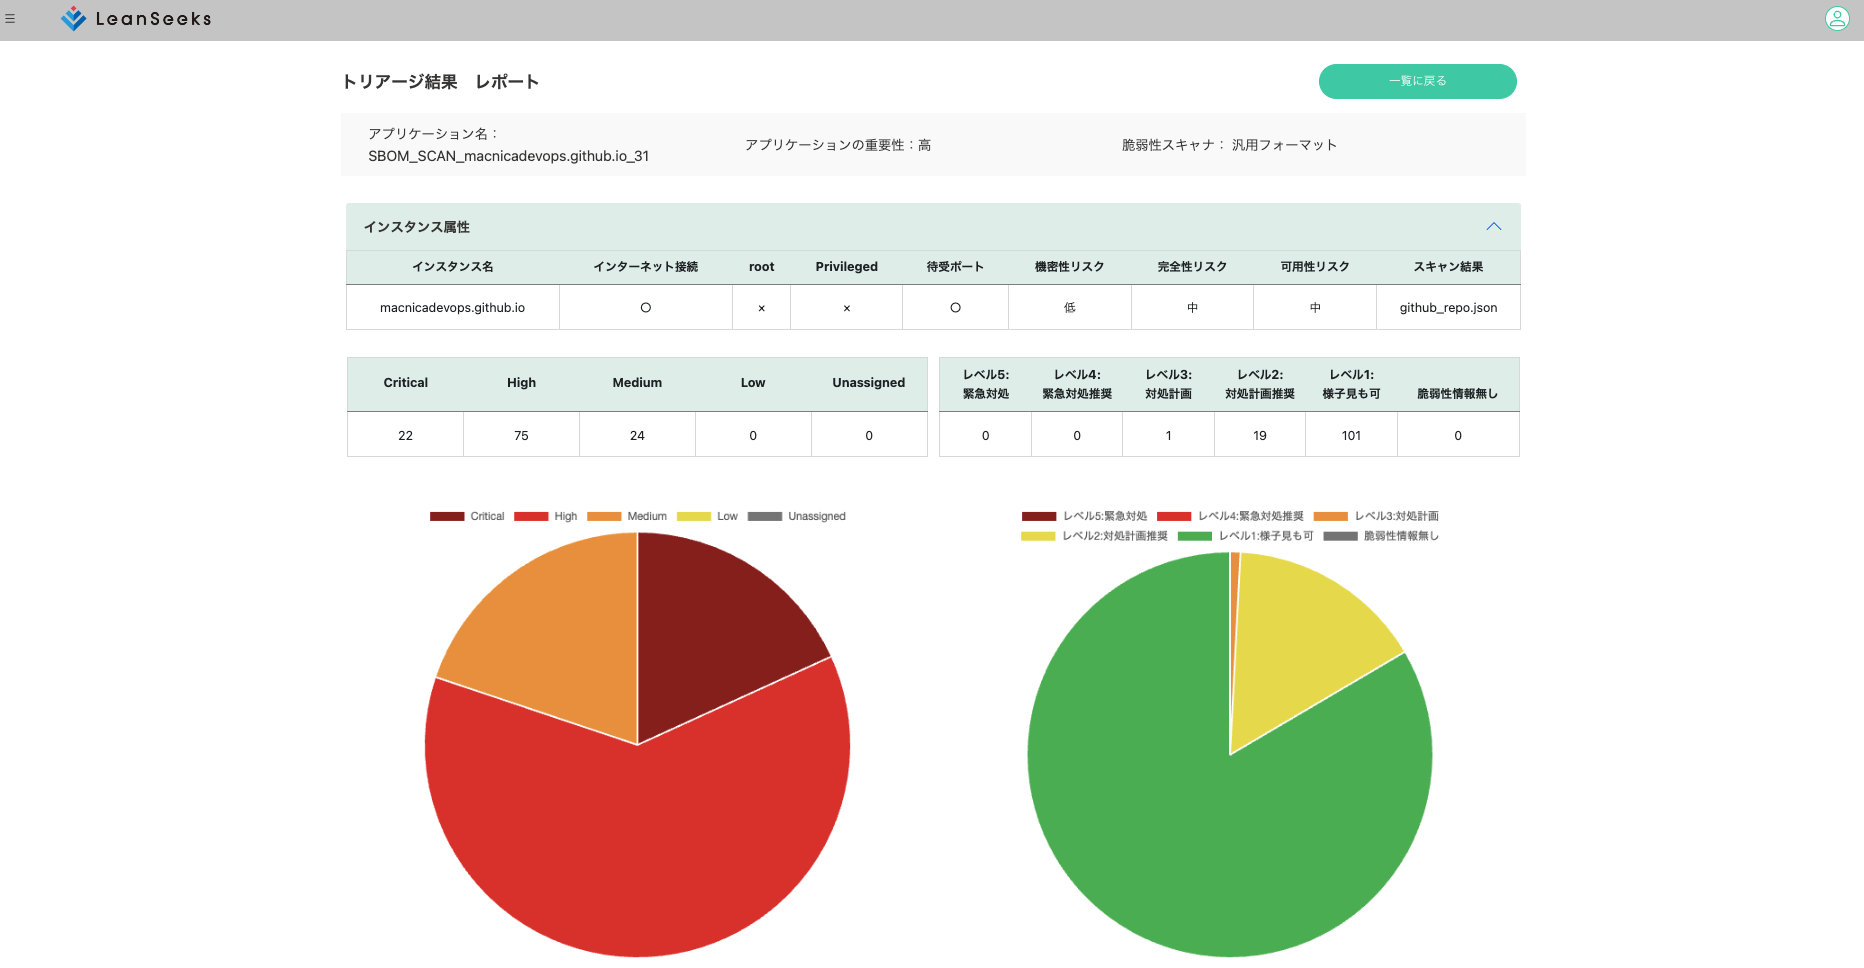 LeanSeeks
トリアージ結果　レポート
一覧に戻る
アプリケーション名：
SBOM_SCAN_macnicadevops.github.io_31
アプリケーションの重要性：高
脆弱性スキャナ： 汎用フォーマット
インスタンス属性
インスタンス名 インターネット接続 root Privileged 待受ポート 機密性リスク 完全性リスク 可用性リスク スキャン結果
macnicadevops.github.io 〇 × × 〇 低 中 中 github_repo.json
Critical High Medium Low Unassigned
22 75 24 0 0
レベル5: レベル4: レベル3: レベル2: レベル1:
緊急対処 緊急対処推奨 対処計画 対処計画推奨 様子見も可 脆弱性情報無し
0 0 1 19 101 0
Critical High Medium Low Unassigned
レベル5:緊急対処 レベル4:緊急対処推奨 レベル3:対処計画
レベル2:対処計画推奨 レベル1:様子見も可 脆弱性情報無し